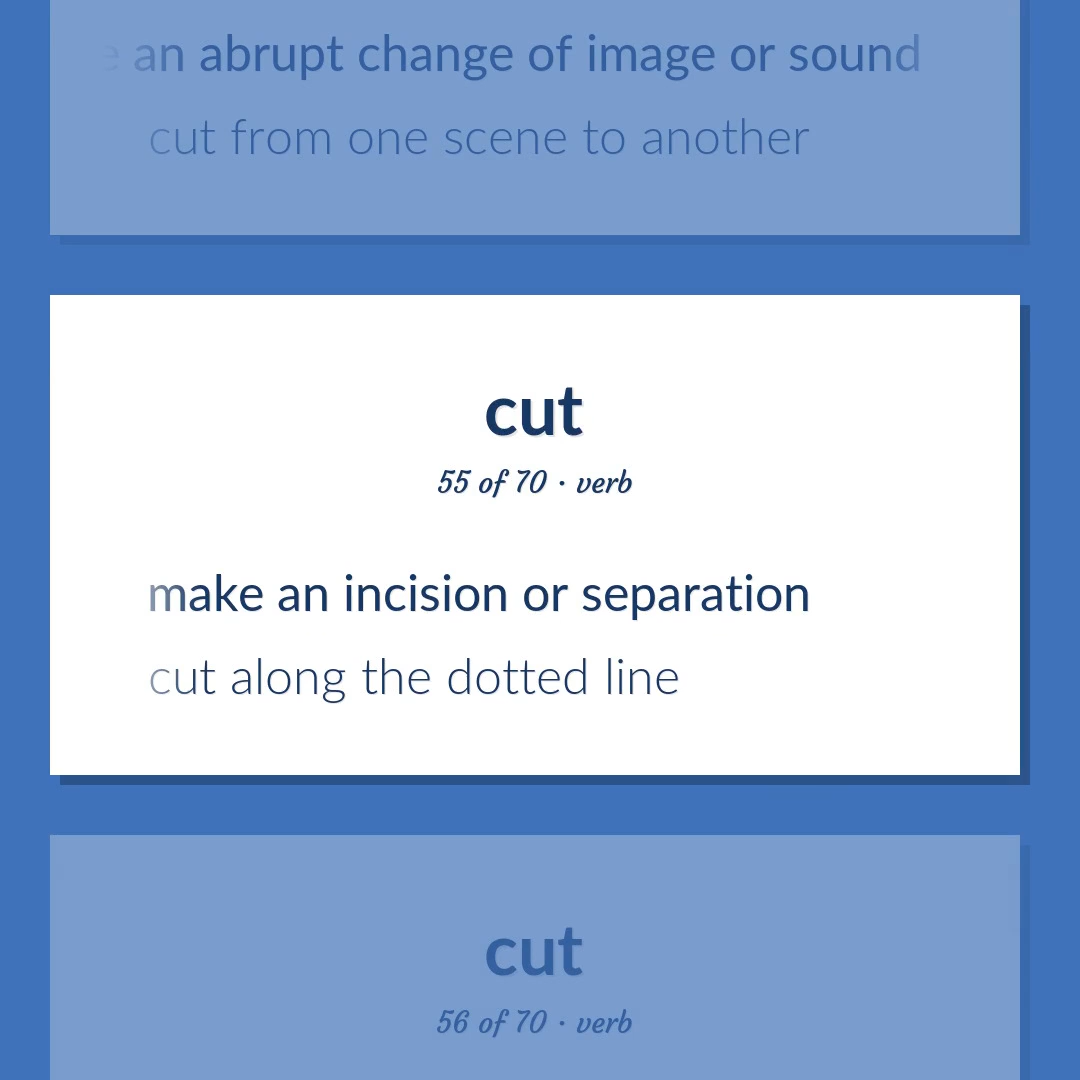 an abrupt change of image or sound
cut from one scene to another
cut
55 of 70 · verb
make an incision or separation
cut along the dotted line
cut
56 of 70 · verb